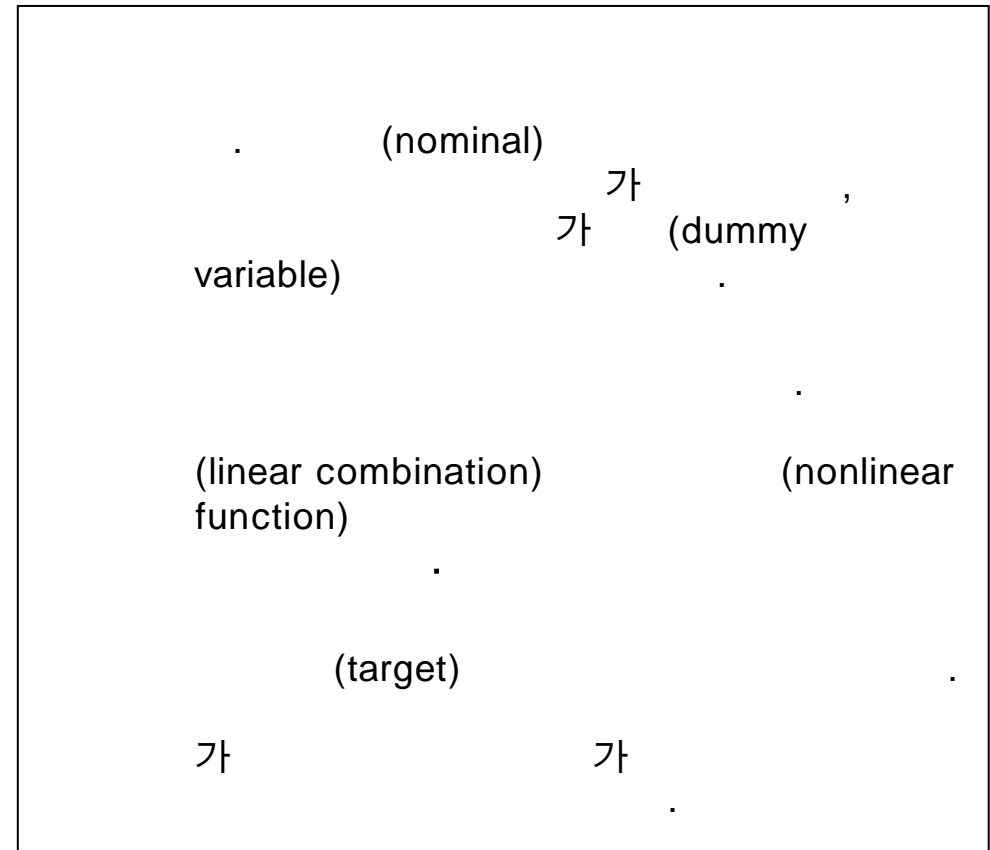 . (nominal)
가 ,
가 (dummy
variable) .
.
(linear combination) (nonlinear
function)
.
(target) .
가 가
.